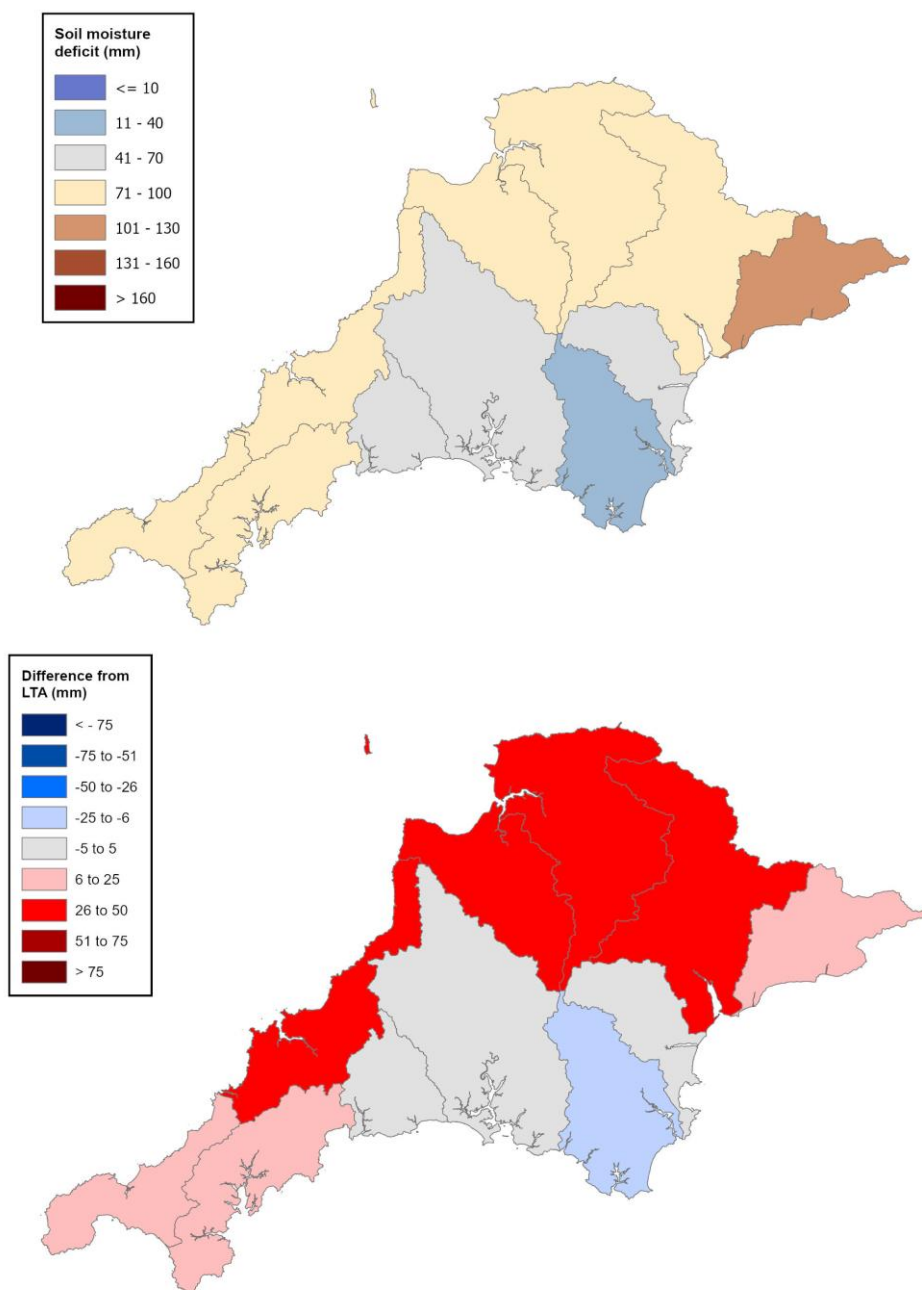 Soil moisture
deficit (mm)
<= 10
11 - 40
41 - 70
71 - 100
101 - 130
131 - 160
> 160
Difference from
LTA (mm)
< - 75
-75 to -51
-50 to -26
-25 to -6
-5 to 5
6 to 25
26 to 50
51 to 75
> 75